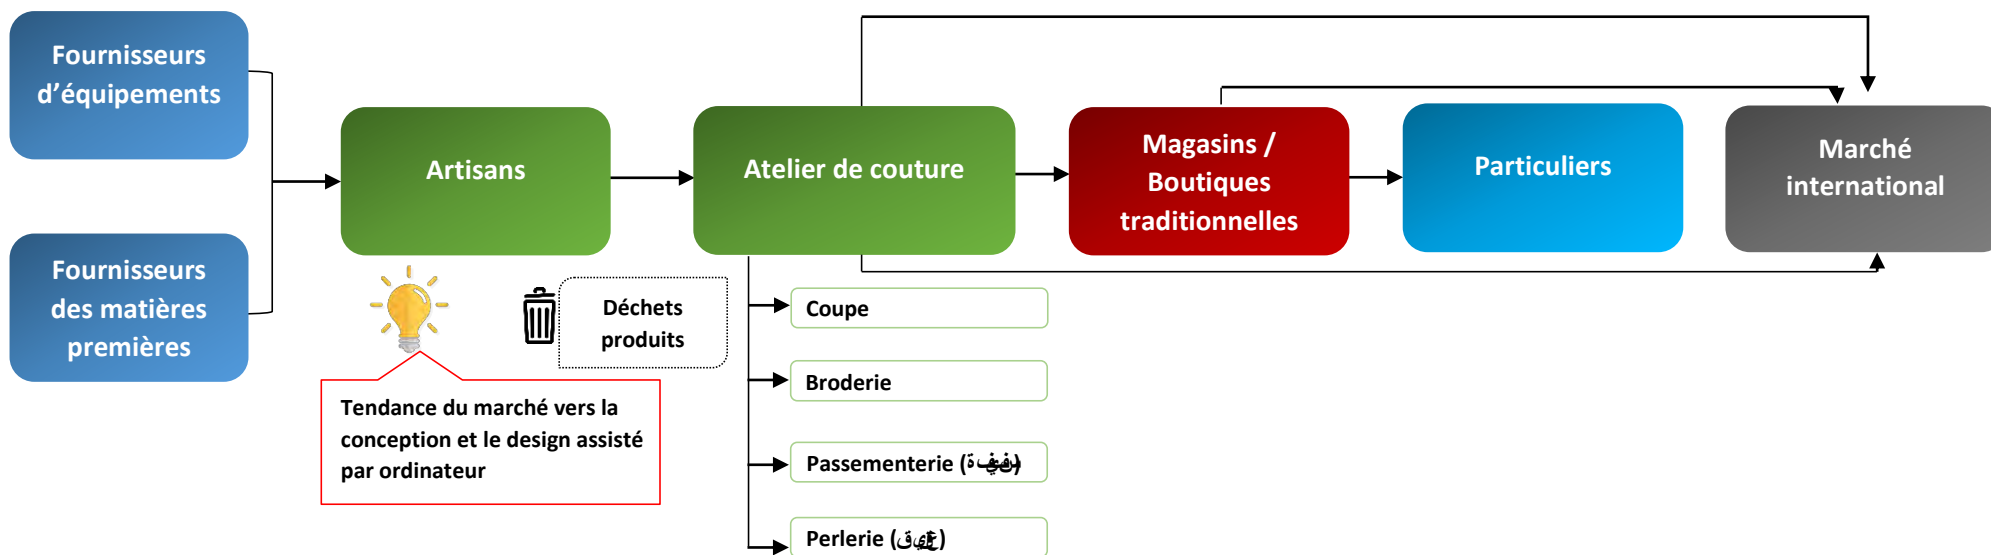 Fournisseurs
d’équipements
Fournisseurs
des matières
premières
Artisans
Atelier de couture
Magasins /
Boutiques
traditionnelles
Particuliers
Marché
international
Déchets
produits
Tendance du marché vers la
conception et le design assisté
par ordinateur
Coupe
Broderie
Passementerie
Perlerie